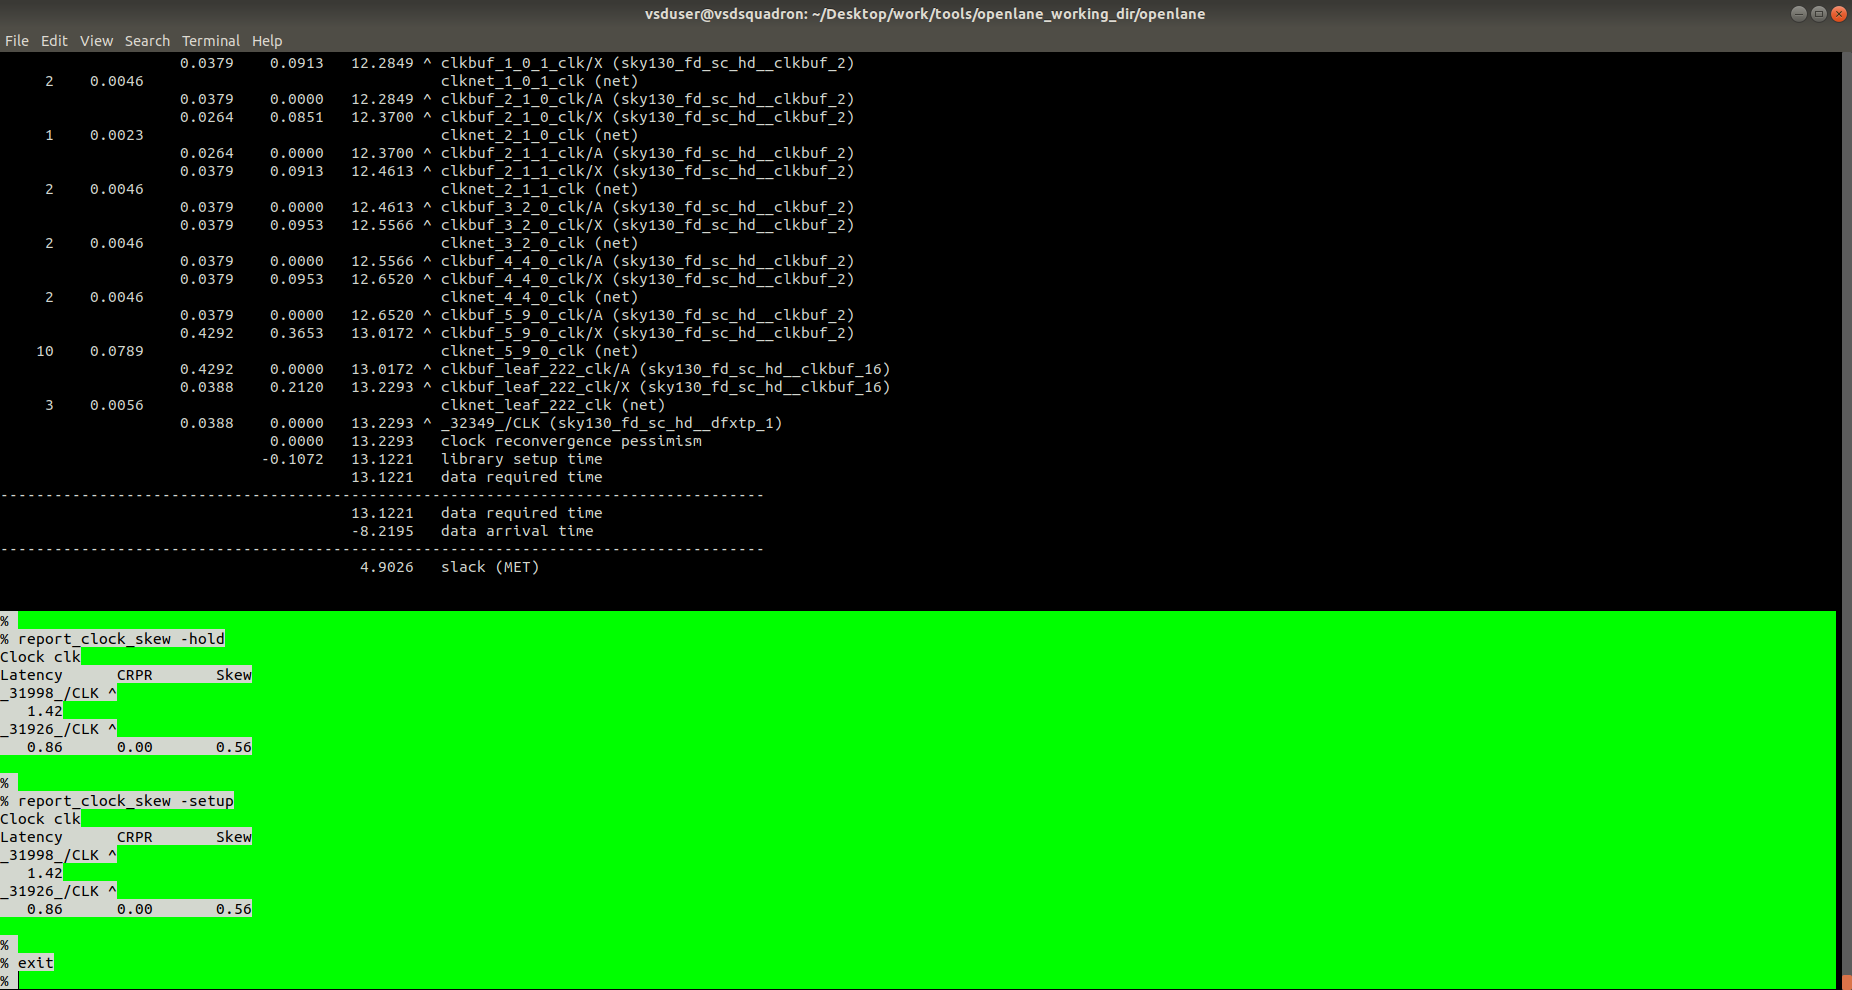 vsduser@vsdsquadron: ~/Desktop/work/tools/openlane_working_dir/openlane
File Edit View Search Terminal Help
                    0.0379    0.0913   12.2849 ^ clkbuf_1_0_1_clk/X (sky130_fd_sc_hd__clkbuf_2)
     2    0.0046                                 clknet_1_0_1_clk (net)
                    0.0379    0.0000   12.2849 ^ clkbuf_2_1_0_clk/A (sky130_fd_sc_hd__clkbuf_2)
                    0.0264    0.0851   12.3700 ^ clkbuf_2_1_0_clk/X (sky130_fd_sc_hd__clkbuf_2)
     1    0.0023                                 clknet_2_1_0_clk (net)
                    0.0264    0.0000   12.3700 ^ clkbuf_2_1_1_clk/A (sky130_fd_sc_hd__clkbuf_2)
                    0.0379    0.0913   12.4613 ^ clkbuf_2_1_1_clk/X (sky130_fd_sc_hd__clkbuf_2)
     2    0.0046                                 clknet_2_1_1_clk (net)
                    0.0379    0.0000   12.4613 ^ clkbuf_3_2_0_clk/A (sky130_fd_sc_hd__clkbuf_2)
                    0.0379    0.0953   12.5566 ^ clkbuf_3_2_0_clk/X (sky130_fd_sc_hd__clkbuf_2)
     2    0.0046                                 clknet_3_2_0_clk (net)
                    0.0379    0.0000   12.5566 ^ clkbuf_4_4_0_clk/A (sky130_fd_sc_hd__clkbuf_2)
                    0.0379    0.0953   12.6520 ^ clkbuf_4_4_0_clk/X (sky130_fd_sc_hd__clkbuf_2)
     2    0.0046                                 clknet_4_4_0_clk (net)
                    0.0379    0.0000   12.6520 ^ clkbuf_5_9_0_clk/A (sky130_fd_sc_hd__clkbuf_2)
                    0.4292    0.3653   13.0172 ^ clkbuf_5_9_0_clk/X (sky130_fd_sc_hd__clkbuf_2)
    10    0.0789                                 clknet_5_9_0_clk (net)
                    0.4292    0.0000   13.0172 ^ clkbuf_leaf_222_clk/A (sky130_fd_sc_hd__clkbuf_16)
                    0.0388    0.2120   13.2293 ^ clkbuf_leaf_222_clk/X (sky130_fd_sc_hd__clkbuf_16)
     3    0.0056                                 clknet_leaf_222_clk (net)
                    0.0388    0.0000   13.2293 ^ _32349_/CLK (sky130_fd_sc_hd__dfxtp_1)
                              0.0000   13.2293   clock reconvergence pessimism
                             -0.1072   13.1221   library setup time
                                       13.1221   data required time
-------------------------------------------------------------------------------------
                                       13.1221   data required time
                                       -8.2195   data arrival time
-------------------------------------------------------------------------------------
                                        4.9026   slack (MET)
%
% report_clock_skew -hold
Clock clk
Latency      CRPR       Skew
_31998_/CLK ^
   1.42
_31926_/CLK ^
   0.86      0.00       0.56
%
% report_clock_skew -setup
Clock clk
Latency      CRPR       Skew
_31998_/CLK ^
   1.42
_31926_/CLK ^
   0.86      0.00       0.56
%
% exit
%